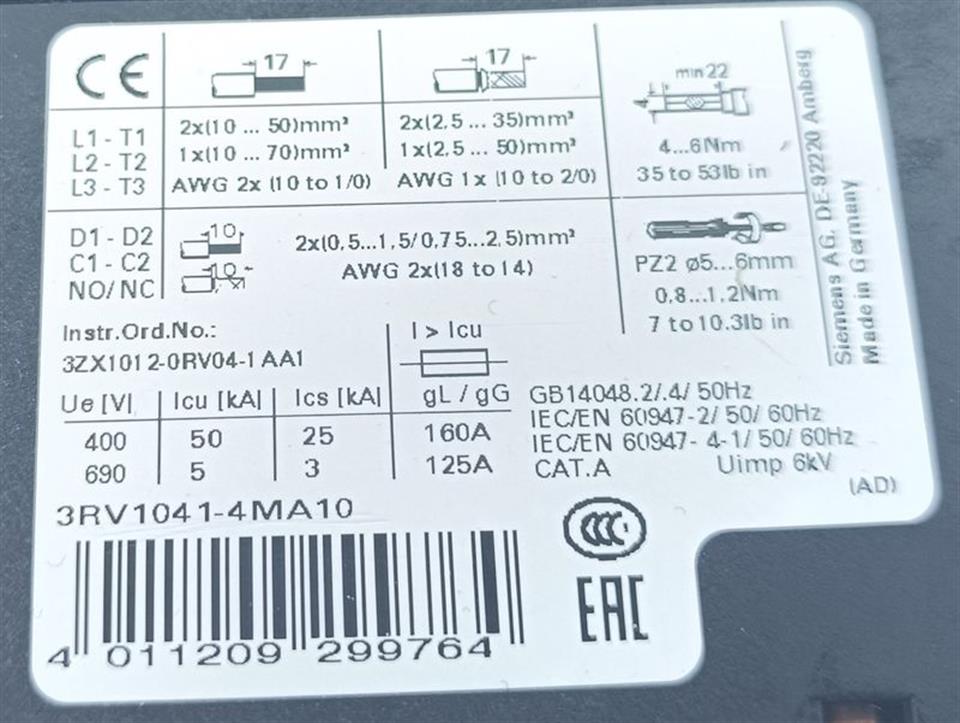 CE
17
17
min 22
4
L1 - T1
L2 - T2
L3 - T3
2x(10 ... 50)mm²
1x(10 ... 70)mm²
AWG 2x (10 to 1/0)
2x(2,5 ... 35)mm²
1x(2,5 ... 50)mm²
AWG 1x (10 to 2/0)
4...6Nm
35 to 53lb in
D1 - D2
C1 - C2
NO/NC
10
10
2x(0,5...1,5/0,75...2,5)mm²
AWG 2x(18 to 14)
PZ2 ø5...6mm
0,8...1,2Nm
7 to 10.3lb in
Siemens AG, DE-92220 Amberg
Made in Germany
Instr.Ord.No.:
3ZX1012-0RV04-1AA1
I > Icu
Ue [V] Icu [kA] Ics [kA] gL / gG
400 50 25 160A
690 5 3 125A
GB14048.2/.4/ 50Hz
IEC/EN 60947-2/ 50/ 60Hz
IEC/EN 60947- 4-1/ 50/ 60Hz
CAT.A Uimp 6kV
(AD)
3RV1041-4MA10
CCC
EAC
4 011209 299764